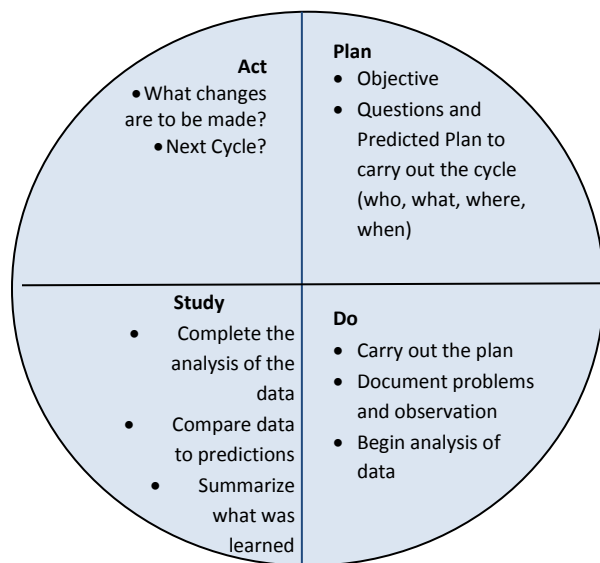 Act
• What changes
are to be made?
• Next Cycle?
Plan
• Objective
• Questions and
Predicted Plan to
carry out the cycle
(who, what, where,
when)
Study
• Complete the
analysis of the
data
• Compare data
to predictions
• Summarize
what was
learned
Do
• Carry out the plan
• Document problems
and observation
• Begin analysis of
data